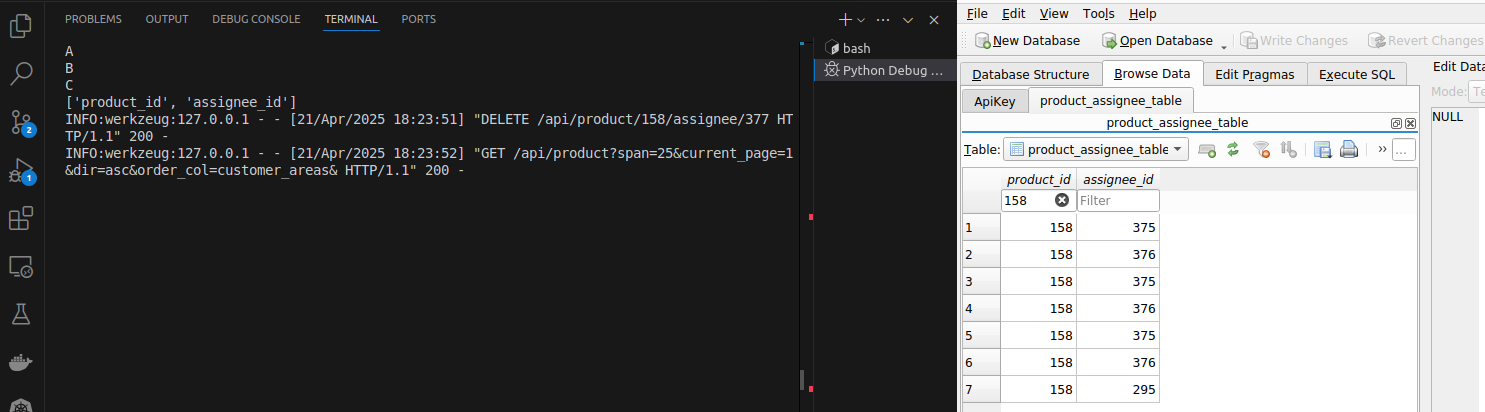 PROBLEMS OUTPUT DEBUG CONSOLE TERMINAL PORTS
A
B
C
['product_id', 'assignee_id']
INFO:werkzeug:127.0.0.1 - - [21/Apr/2025 18:23:51] "DELETE /api/product/158/assignee/377 HT
TP/1.1" 200 -
INFO:werkzeug:127.0.0.1 - - [21/Apr/2025 18:23:52] "GET /api/product?span=25&current_page=1
&dir=asc&order_col=customer_areas& HTTP/1.1" 200 -
2
1
bash
Python Debug ...
File Edit View Tools Help
New Database Open Database Write Changes Revert Changes
Database Structure Browse Data Edit Pragmas Execute SQL
ApiKey product_assignee_table
product_assignee_table
Table: product_assignee_table ...
product_id assignee_id
158 Filter
1 158 375
2 158 376
3 158 375
4 158 376
5 158 375
6 158 376
7 158 295
Edit Dat
Mode: Te
NULL